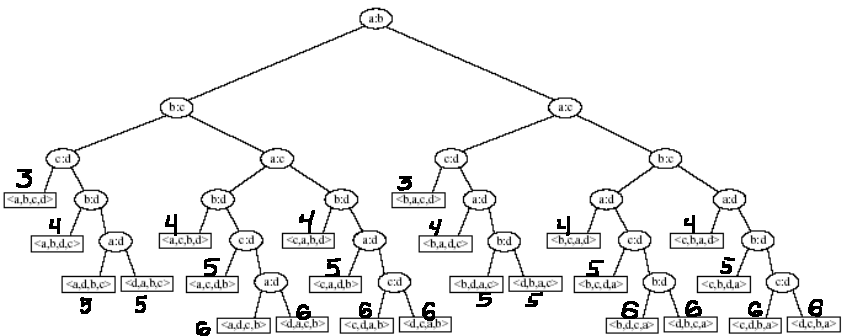 a:b
b:c a:c
c:d a:c c:d b:c
3 <a,b,c,d> b:d b:d b:d 3 <b,a,c,d> a:d a:d a:d
4 <a,b,d,c> a:d 4 <a,c,b,d> c:d 4 <c,a,b,d> a:d 4 <b,a,d,c> b:d 4 <b,c,a,d> c:d 4 <c,b,a,d> b:d
<a,d,b,c> <d,a,b,c> 5 <a,c,d,b> a:d 5 <c,a,d,b> c:d <b,d,a,c> <d,b,a,c> 5 <b,c,d,a> b:d 5 <c,b,d,a> c:d
5 5 5 5
6 <a,d,c,b> 6 <d,a,c,b> 6 <c,d,a,b> 6 <d,c,a,b> 6 <b,d,c,a> 6 <d,b,c,a> 6 <c,d,b,a> 6 <d,c,b,a>